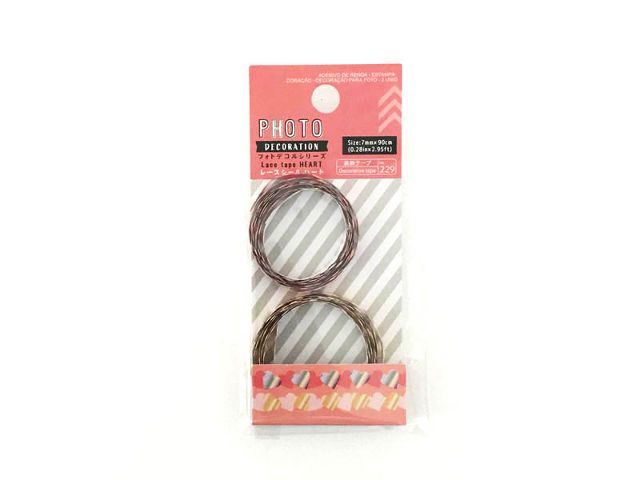 ADESIVO DE RENDA - ESTAMPA
CORAÇÃO - DECORAÇÃO PARA FOTO - 2 UNID
PHOTO
DECORATION
フォトデコルシリーズ
Lace tape HEART
レースシール ハート
Size:7mm×90cm
(0.28in×2.95ft)
装飾テープ
Decorative tape
No.
229